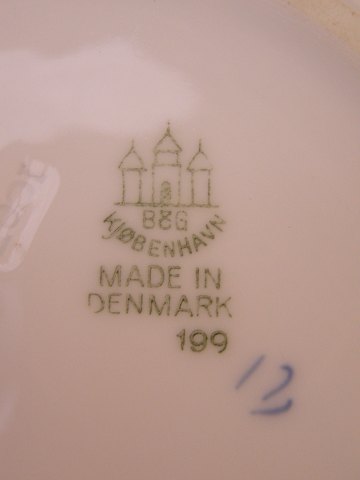 B&G
KJØBENHAVN
MADE IN
DENMARK
199
12